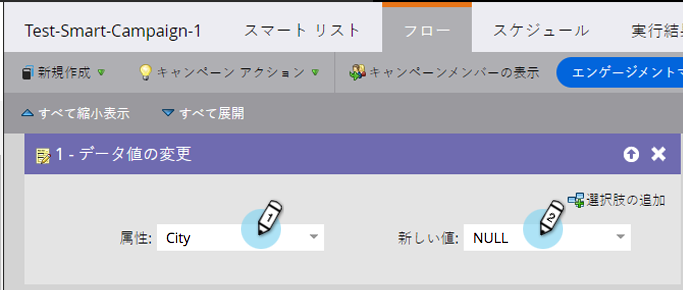 Test-Smart-Campaign-1 スマート リスト フロー スケジュール 実行結
新規作成 キャンペーン アクション キャンペーンメンバーの表示 エンゲージメントマ
すべて縮小表示 すべて展開
1 - データ値の変更
選択肢の追加
属性: City 1 新しい値: NULL 2